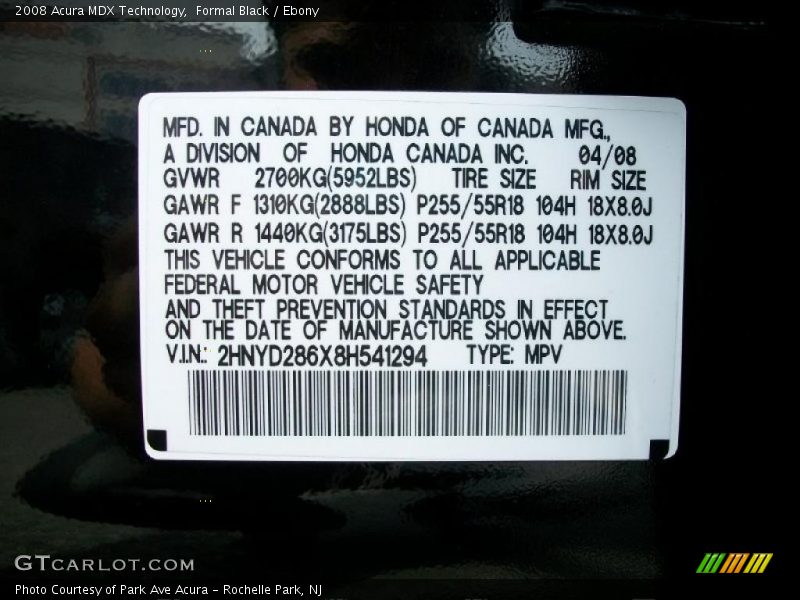 2008 Acura MDX Technology,  Formal Black / Ebony
MFD. IN CANADA BY HONDA OF CANADA MFG.,
A DIVISION OF HONDA CANADA INC. 04/08
GVWR 2700KG(5952LBS) TIRE SIZE RIM SIZE
GAWR F 1310KG(2888LBS) P255/55R18 104H 18X8.0J
GAWR R 1440KG(3175LBS) P255/55R18 104H 18X8.0J
THIS VEHICLE CONFORMS TO ALL APPLICABLE
FEDERAL MOTOR VEHICLE SAFETY
AND THEFT PREVENTION STANDARDS IN EFFECT
ON THE DATE OF MANUFACTURE SHOWN ABOVE.
V.I.N.: 2HNYD286X8H541294 TYPE: MPV
GTCARLOT.COM
Photo Courtesy of Park Ave Acura - Rochelle Park, NJ